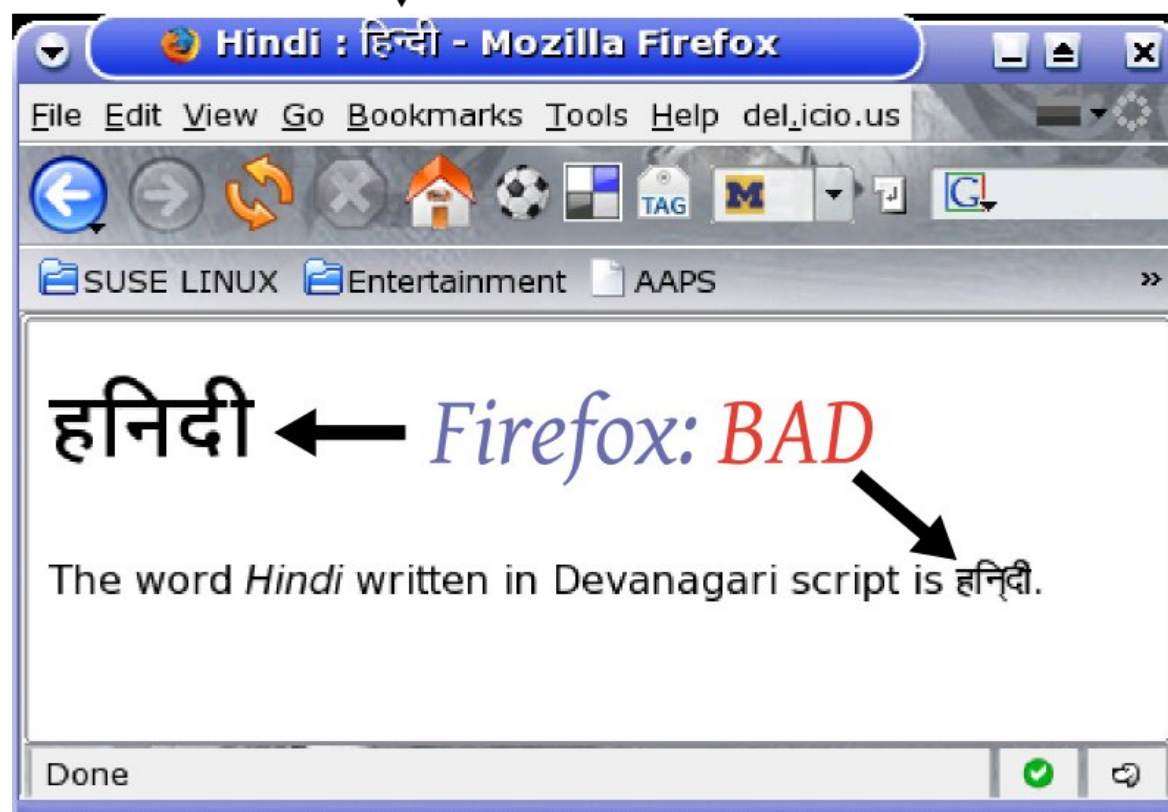 Hindi : हिन्दी - Mozilla Firefox
File Edit View Go Bookmarks Tools Help del.icio.us
TAG M G
SUSE LINUX Entertainment AAPS »
हनिदी Firefox: BAD
The word Hindi written in Devanagari script is हनि्दी.
Done